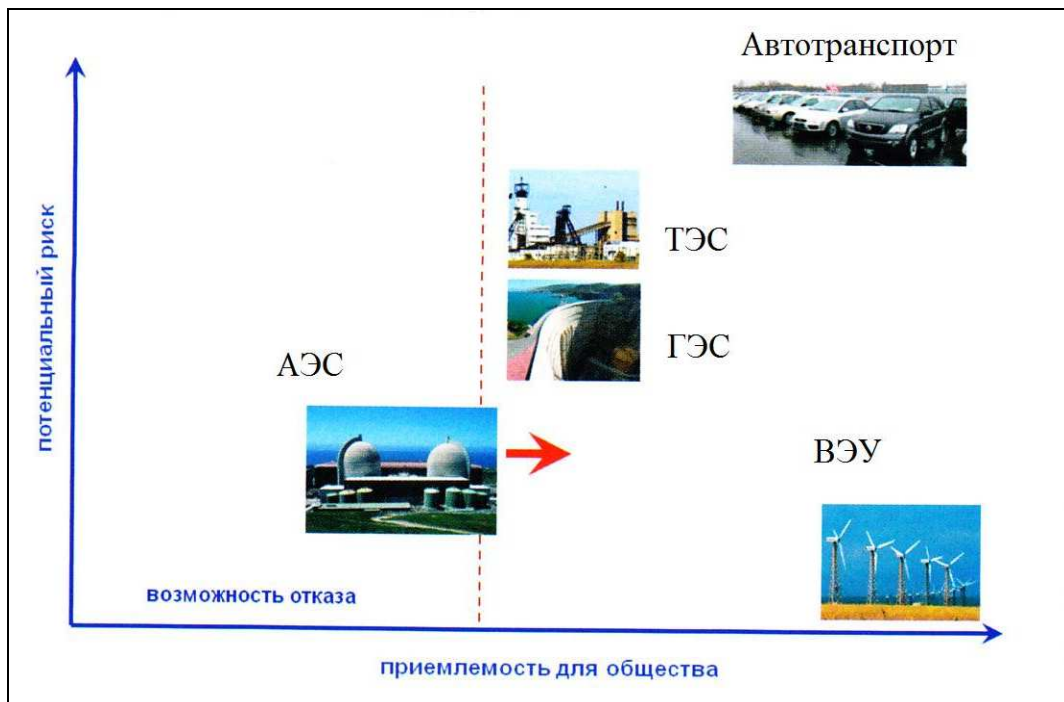 Автотранспорт
ТЭС
ГЭС
АЭС
ВЭУ
потенциальный риск
возможность отказа
приемлемость для общества